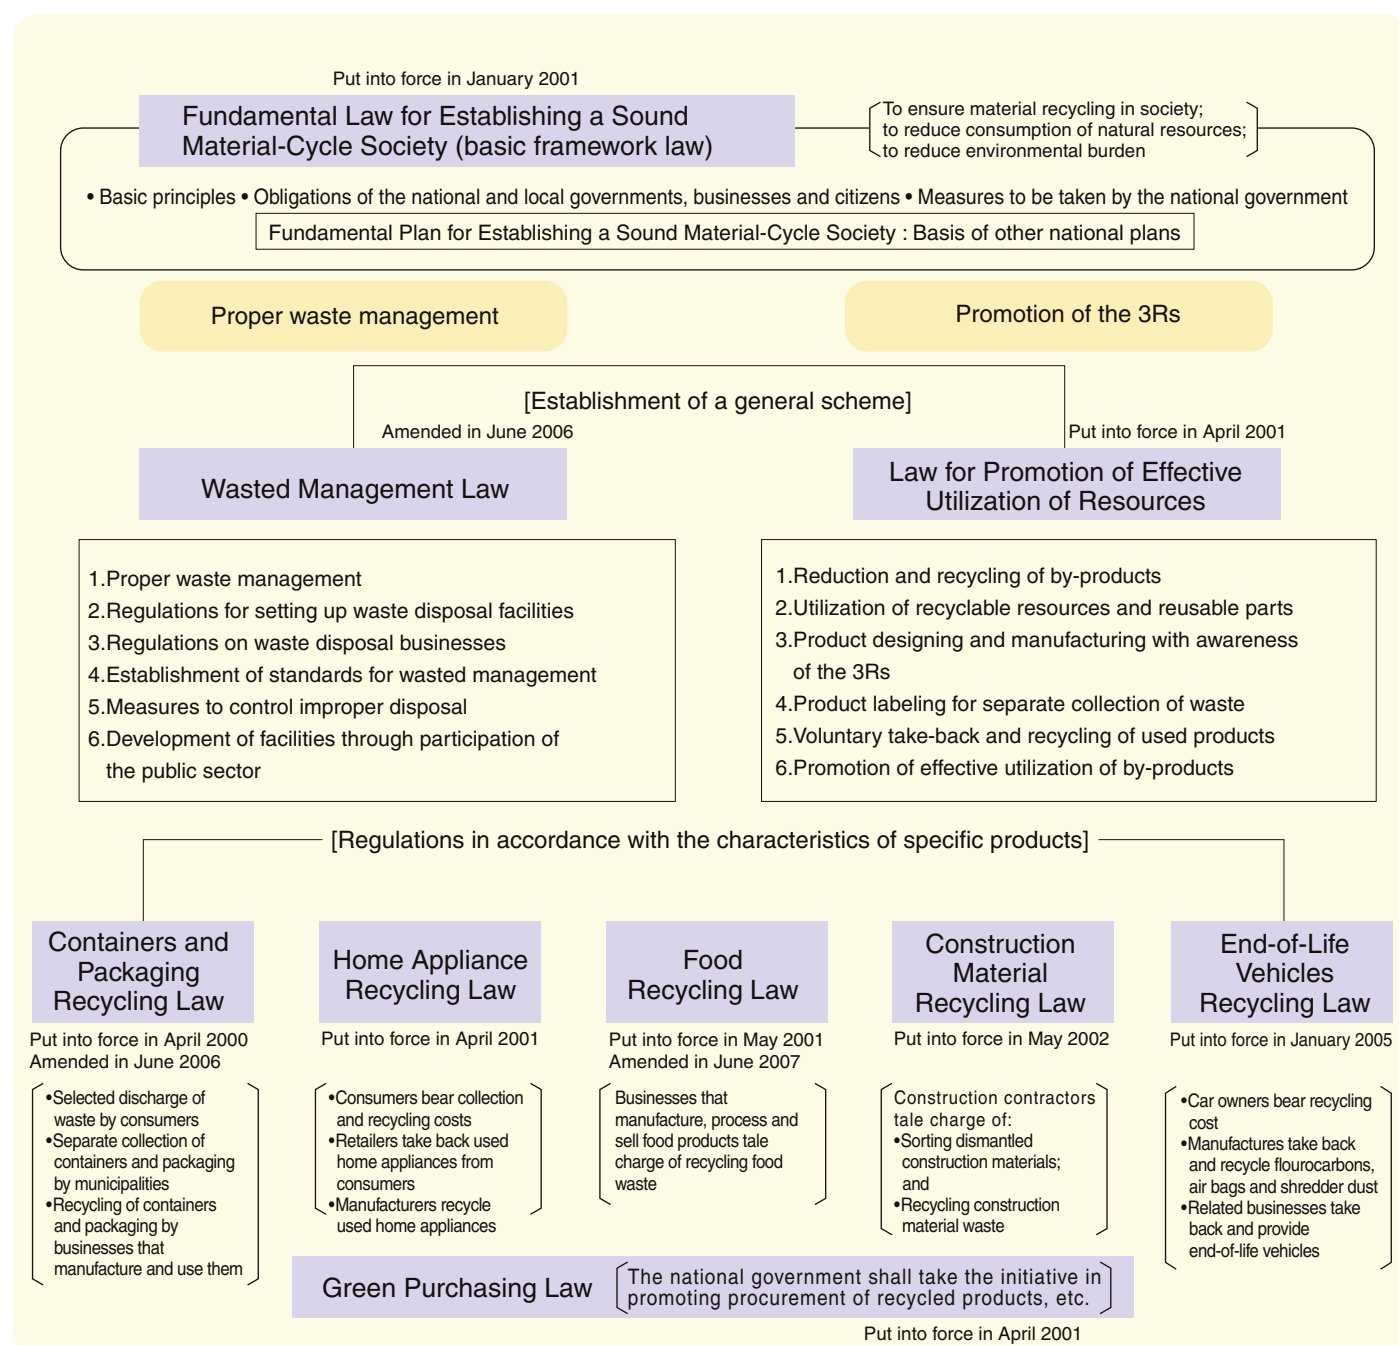 Put into force in January 2001
Fundamental Law for Establishing a Sound
Material-Cycle Society (basic framework law)
To ensure material recycling in society;
to reduce consumption of natural resources;
to reduce environmental burden
• Basic principles • Obligations of the national and local governments, businesses and citizens • Measures to be taken by the national government
Fundamental Plan for Establishing a Sound Material-Cycle Society : Basis of other national plans
Proper waste management
Promotion of the 3Rs
[Establishment of a general scheme]
Amended in June 2006
Put into force in April 2001
Wasted Management Law
Law for Promotion of Effective
Utilization of Resources
1.Proper waste management
2.Regulations for setting up waste disposal facilities
3.Regulations on waste disposal businesses
4.Establishment of standards for wasted management
5.Measures to control improper disposal
6.Development of facilities through participation of
the public sector
1.Reduction and recycling of by-products
2.Utilization of recyclable resources and reusable parts
3.Product designing and manufacturing with awareness
of the 3Rs
4.Product labeling for separate collection of waste
5.Voluntary take-back and recycling of used products
6.Promotion of effective utilization of by-products
[Regulations in accordance with the characteristics of specific products]
Containers and
Packaging
Recycling Law
Put into force in April 2000
Amended in June 2006
•Selected discharge of
waste by consumers
•Separate collection of
containers and packaging
by municipalities
•Recycling of containers
and packaging by
businesses that
manufacture and use them
Home Appliance
Recycling Law
Put into force in April 2001
•Consumers bear collection
and recycling costs
•Retailers take back used
home appliances from
consumers
•Manufacturers recycle
used home appliances
Food
Recycling Law
Put into force in May 2001
Amended in June 2007
Businesses that
manufacture, process and
sell food products tale
charge of recycling food
waste
Construction
Material
Recycling Law
Put into force in May 2002
Construction contractors
tale charge of:
•Sorting dismantled
construction materials;
and
•Recycling construction
material waste
End-of-Life
Vehicles
Recycling Law
Put into force in January 2005
•Car owners bear recycling
cost
•Manufactures take back
and recycle flourocarbons,
air bags and shredder dust
•Related businesses take
back and provide
end-of-life vehicles
Green Purchasing Law
The national government shall take the initiative in
promoting procurement of recycled products, etc.
Put into force in April 2001